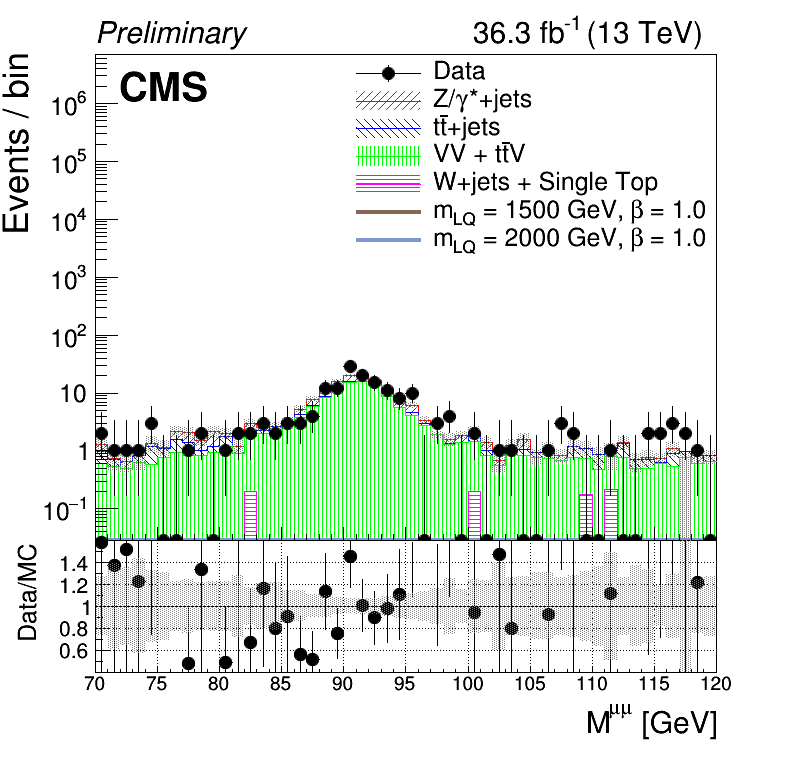 Preliminary 36.3 fb⁻¹ (13 TeV)
CMS
Events / bin
Data
Z/γ*+jets
tt̄+jets
VV + tt̄V
W+jets + Single Top
m_LQ = 1500 GeV, β = 1.0
m_LQ = 2000 GeV, β = 1.0
10⁶
10⁵
10⁴
10³
10²
10
1
10⁻¹
Data/MC
1.4
1.2
1
0.8
0.6
70 75 80 85 90 95 100 105 110 115 120
M^μμ [GeV]